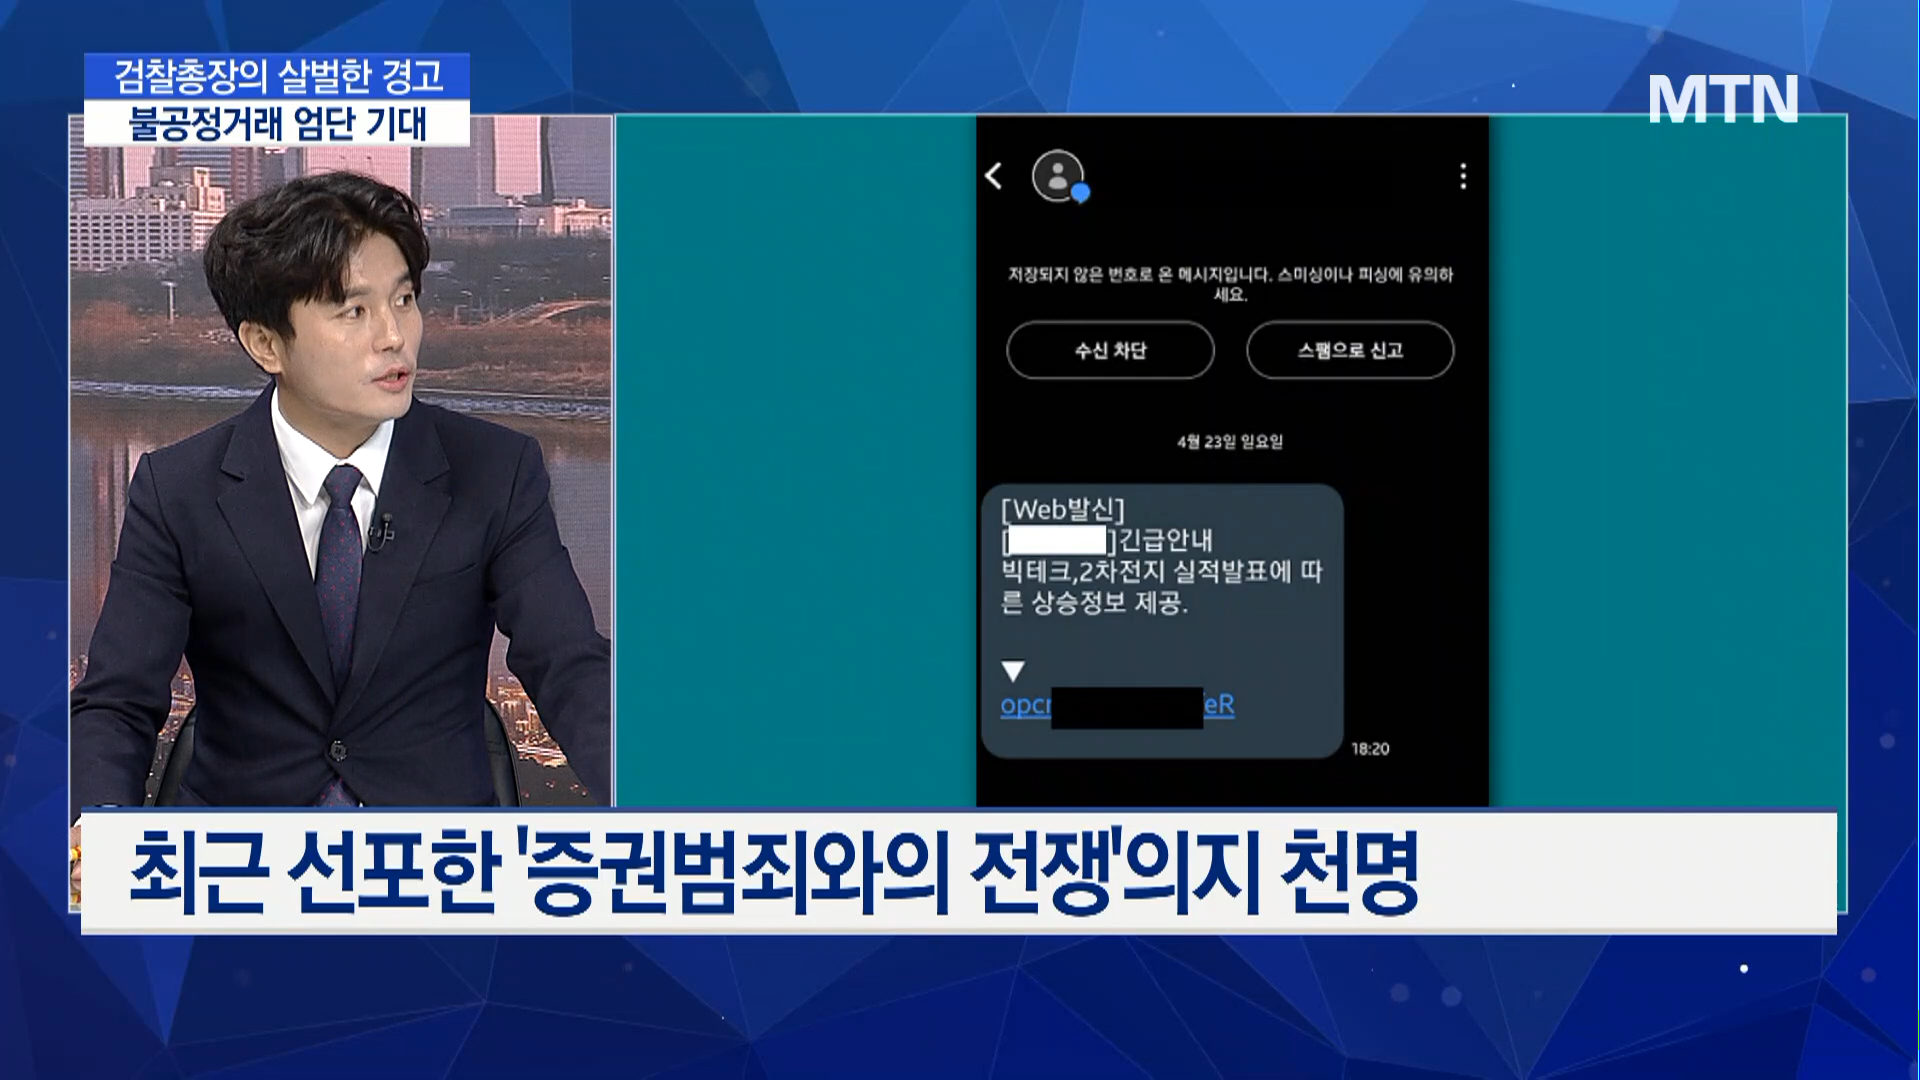 검찰총장의 살벌한 경고
불공정거래 엄단 기대
MTN
저장되지 않은 번호로 온 메시지입니다. 스미싱이나 피싱에 유의하
세요.
수신 차단
스팸으로 신고
4월 23일 일요일
[Web발신]
[ ]긴급안내
빅테크,2차전지 실적발표에 따
른 상승정보 제공.
▼
opcr eR
18:20
최근 선포한 '증권범죄와의 전쟁'의지 천명